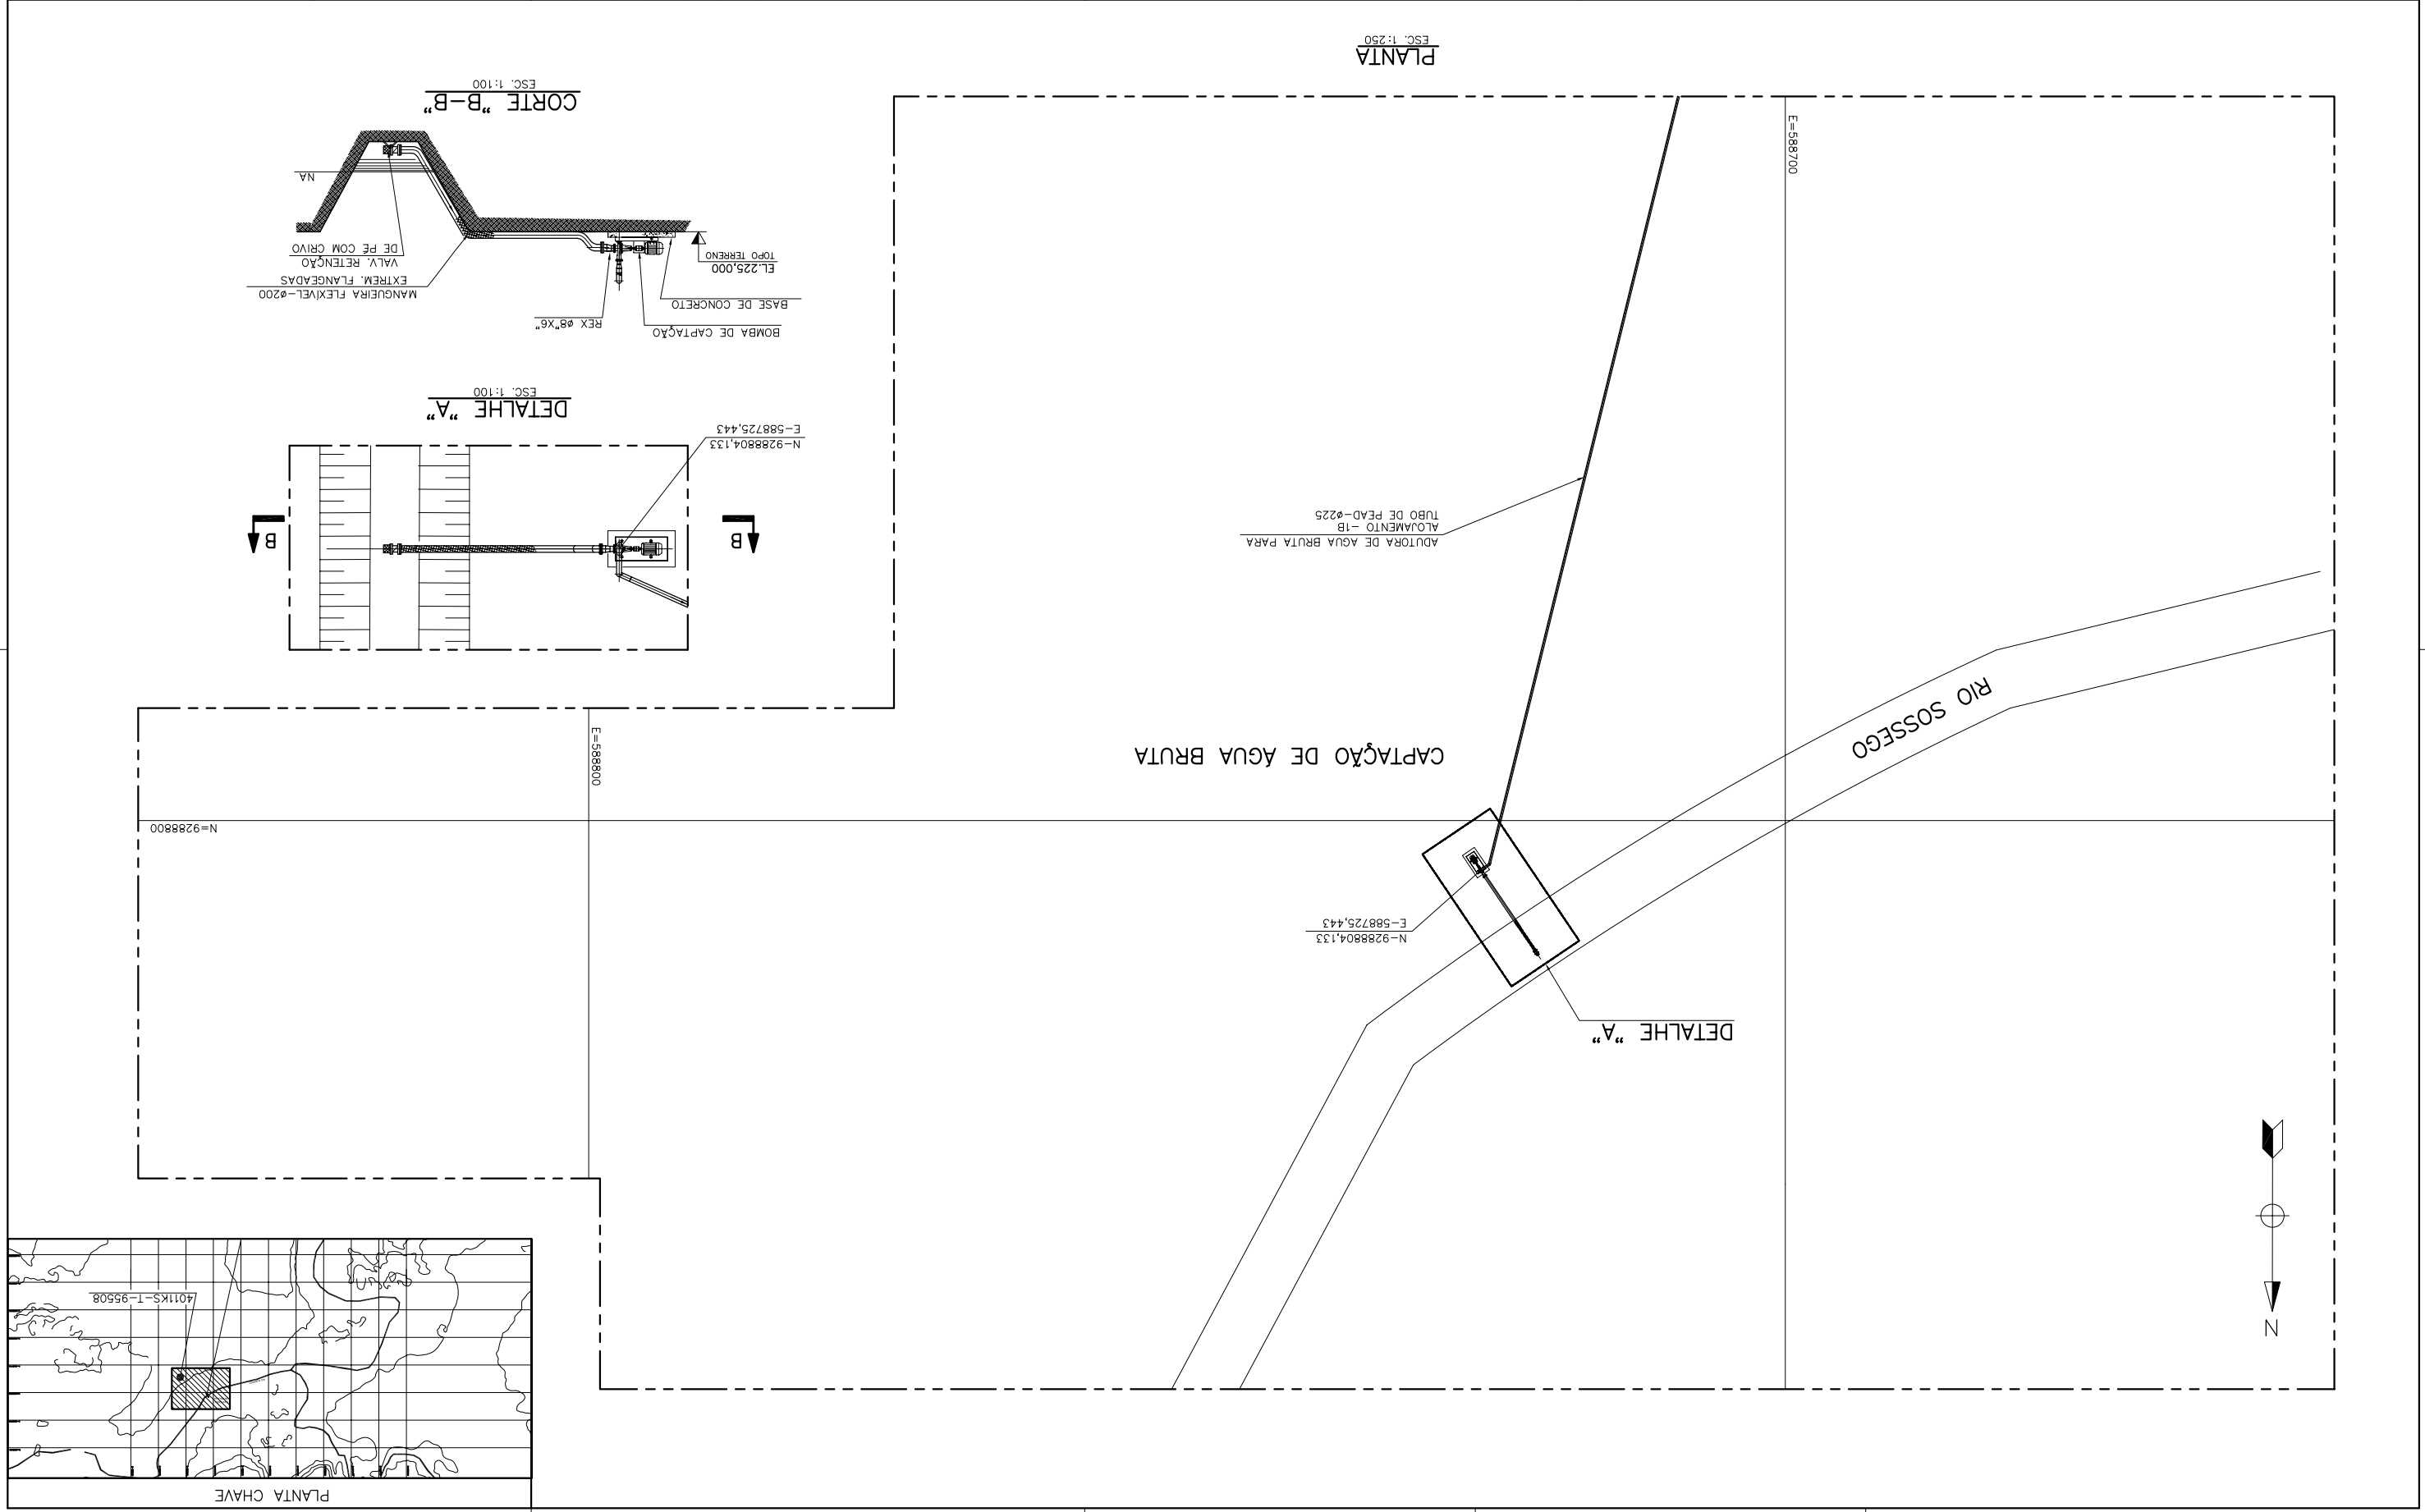 PLANTA CHAVE
4011KS-T-95508
N
DETALHE "A"
N-9288804,133
E-588725,443
N=9288800
E=588800
CAPTAÇÃO DE ÁGUA BRUTA
RIO SOSSEGO
ADUTORA DE AGUA BRUTA PARA
ALOJAMENTO -1B
TUBO DE PEAD-ø225
E=588700
PLANTA
ESC. 1:250
B
B
N-9288804,133
E-588725,443
DETALHE "A"
ESC. 1:100
BOMBA DE CAPTAÇÃO
REX ø8"X6"
BASE DE CONCRETO
MANGUEIRA FLEXÍVEL-ø200
EXTREM. FLANGEADAS
EL.225,000
TOPO TERRENO
VALV. RETENÇÃO
DE PÉ COM CRIVO
NA
CORTE "B-B"
ESC. 1:100